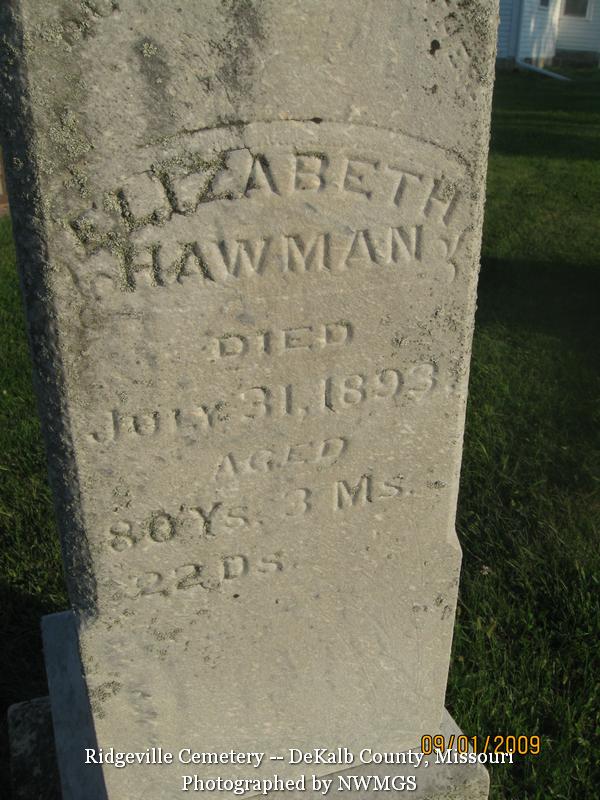 ELIZABETH
HAWMAN
DIED
JULY 31, 1893.
AGED
80 Ys. 3 Ms.
22 Ds.
09/01/2009
Ridgeville Cemetery -- DeKalb County, Missouri
Photographed by NWMGS